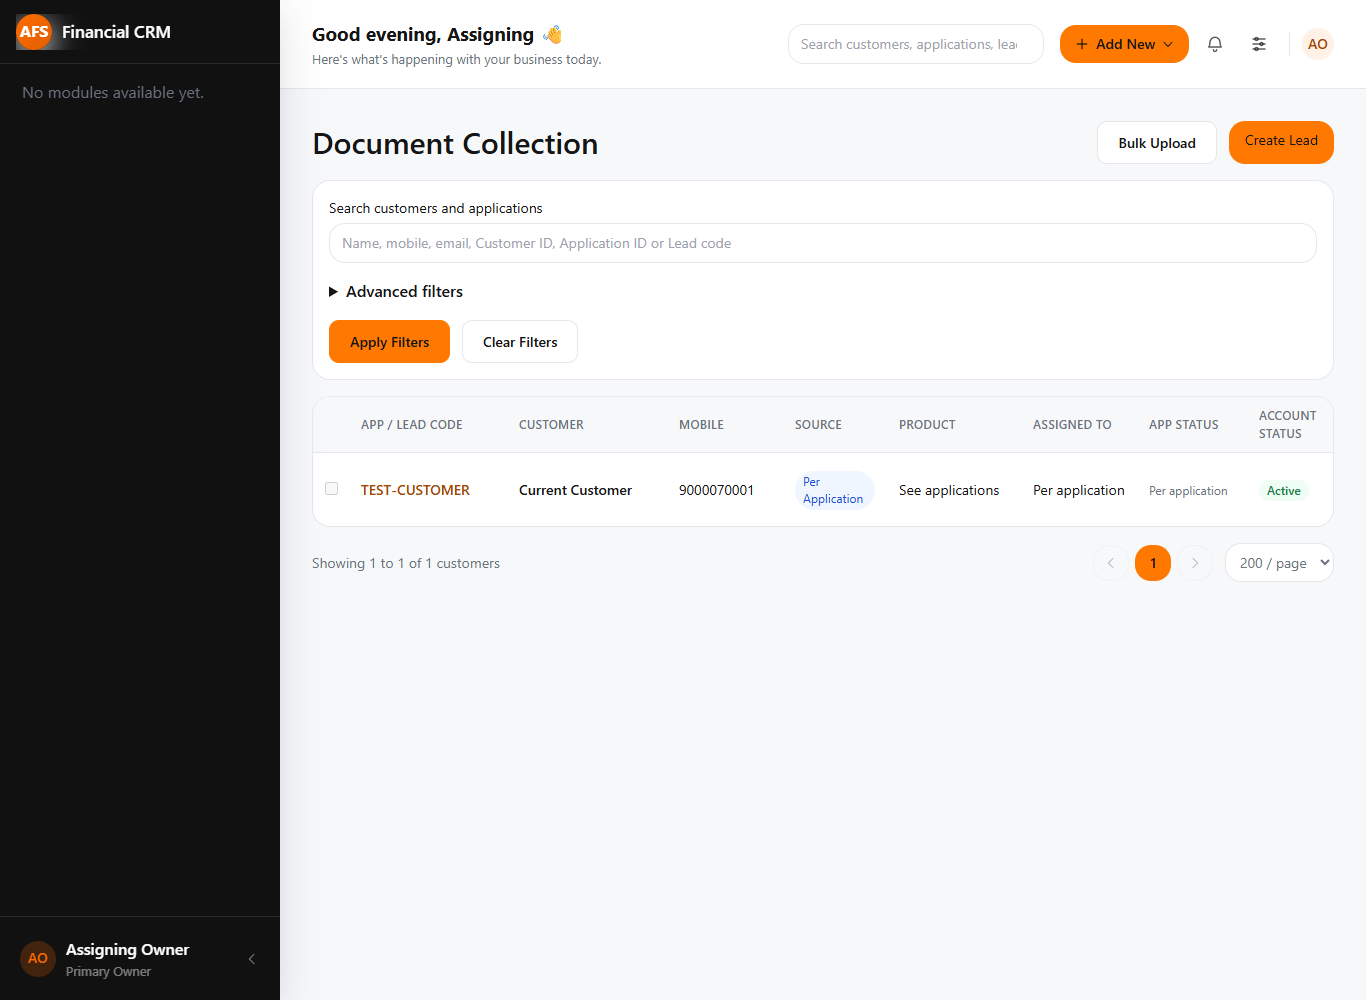 AFS Financial CRM
No modules available yet.
Good evening, Assigning 👋
Here's what's happening with your business today.
Search customers, applications, lea
+ Add New
AO
Document Collection
Bulk Upload
Create Lead
Search customers and applications
Name, mobile, email, Customer ID, Application ID or Lead code
Advanced filters
Apply Filters
Clear Filters
APP / LEAD CODE CUSTOMER MOBILE SOURCE PRODUCT ASSIGNED TO APP STATUS ACCOUNT STATUS
TEST-CUSTOMER Current Customer 9000070001 Per Application See applications Per application Per application Active
Showing 1 to 1 of 1 customers
1
200 / page
AO
Assigning Owner
Primary Owner